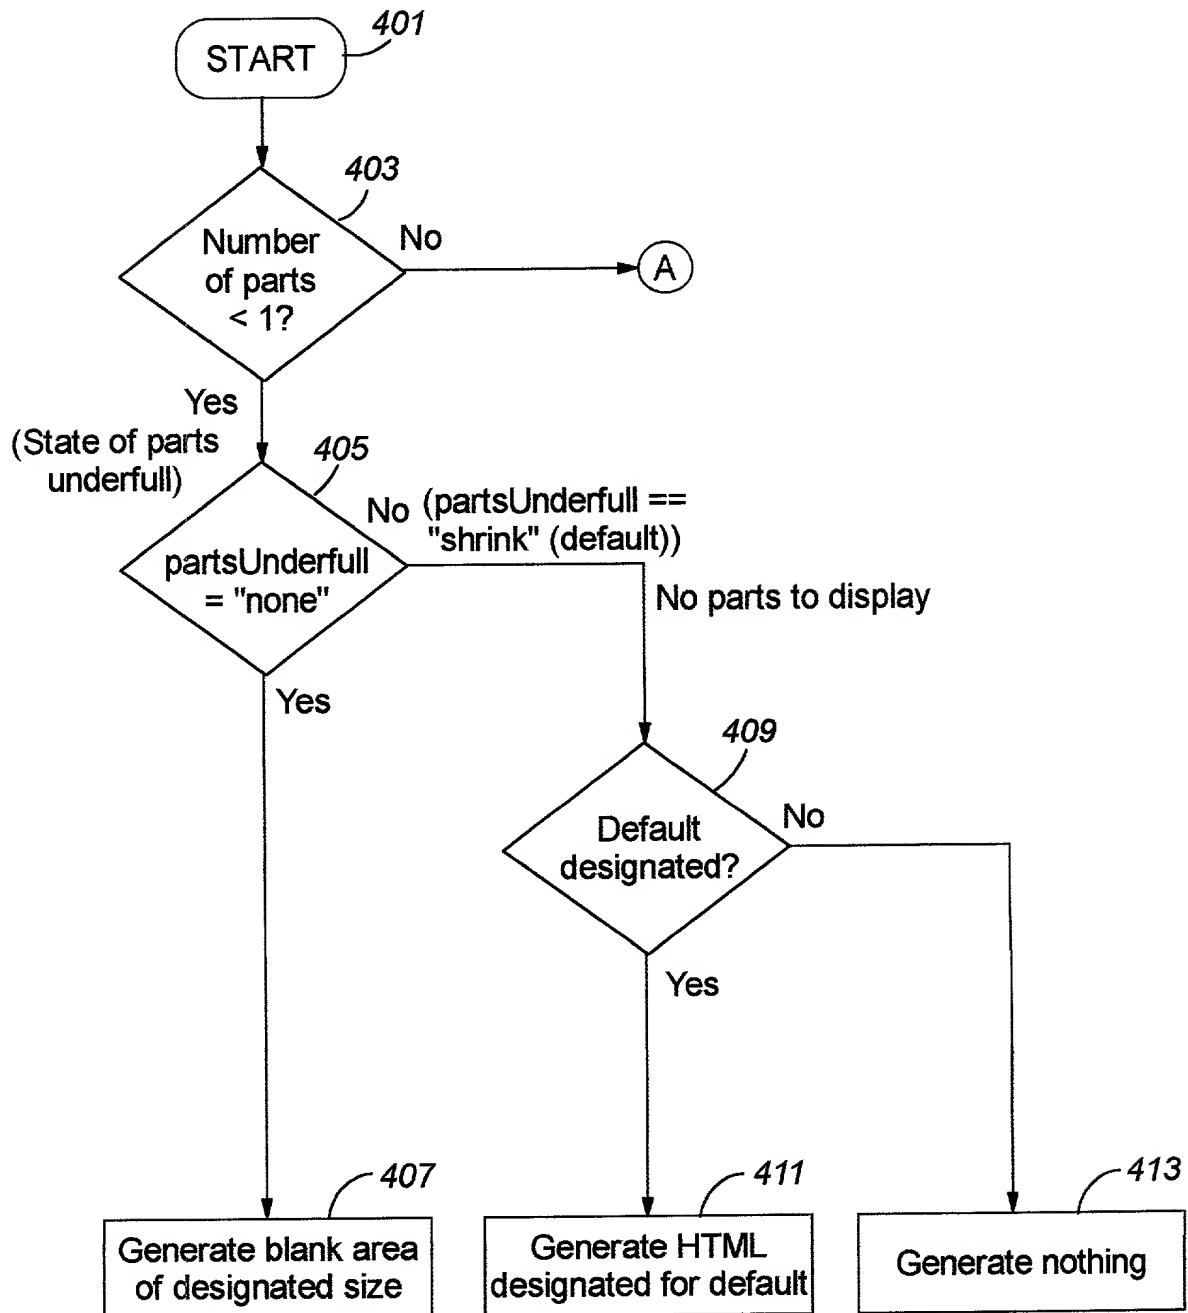 401
START
403
Number
of parts
< 1?
No
A
Yes
(State of parts
underfull)
405
partsUnderfull
= "none"
No (partsUnderfull ==
"shrink" (default))
No parts to display
Yes
409
Default
designated?
No
Yes
407
Generate blank area
of designated size
411
Generate HTML
designated for default
413
Generate nothing